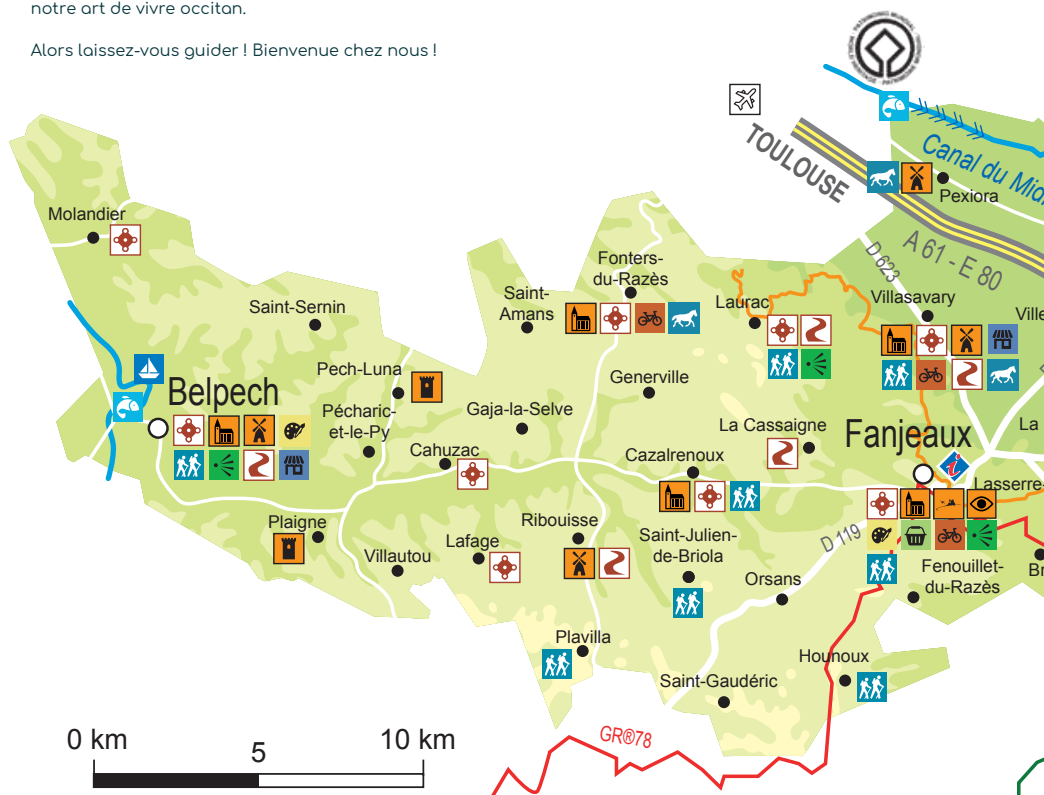 notre art de vivre occitan.
Alors laissez-vous guider ! Bienvenue chez nous !
TOULOUSE
Canal du Midi
Pexiora
A 61 - E 80
D 623
Molandier
Fonters-
du-Razès
Saint-Sernin
Saint-
Amans
Laurac
Villasavary
Ville
Pech-Luna
Generville
Belpech
Pécharic-
et-le-Py
Gaja-la-Selve
La Cassaigne
La
Fanjeaux
Cahuzac
Cazalrenoux
Lasserre-
Plaigne
Ribouisse
Saint-Julien-
de-Briola
D 119
Villautou
Lafage
Fenouillet-
du-Razès
Br
Orsans
Plavilla
Hounoux
Saint-Gaudéric
GR®78
0 km
5
10 km